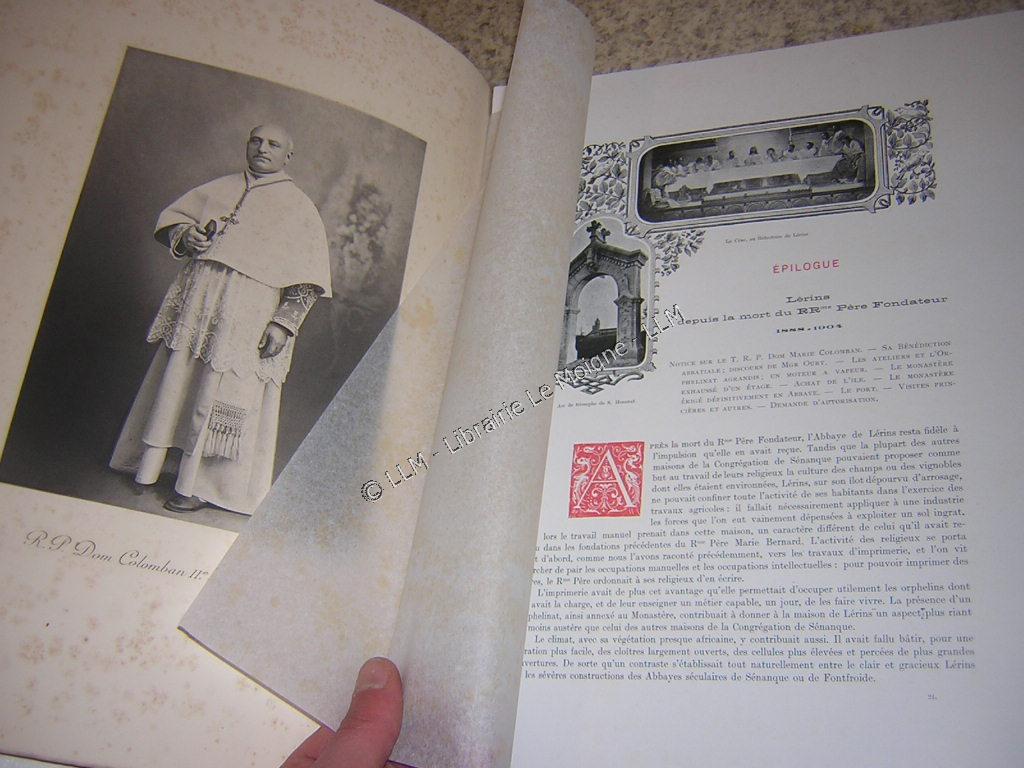 R. P. Dom Colomban II.
La Cène, au Réfectoire de Lérins
ÉPILOGUE
Lérins
depuis la mort du RRme Père Fondateur
1888-1904
Arc de triomphe de S. Honorat
Notice sur le T. R. P. Dom Marie Colomban. — Sa Bénédiction
abbatiale; discours de Mgr Oury. — Les ateliers et l'Or-
phelinat agrandis; un moteur a vapeur. — Le monastère
exhaussé d'un étage. — Achat de l'ile. — Le monastère
érigé définitivement en Abbaye. — Le port. — Visites prin-
cières et autres. — Demande d'autorisation.
APRÈS la mort du Rme Père Fondateur, l'Abbaye de Lérins resta fidèle à
l'impulsion qu'elle en avait reçue. Tandis que la plupart des autres
maisons de la Congrégation de Sénanque pouvaient proposer comme
but au travail de leurs religieux la culture des champs ou des vignobles
dont elles étaient environnées, Lérins, sur son îlot dépourvu d'arrosage,
ne pouvait confiner toute l'activité de ses habitants dans l'exercice des
travaux agricoles : il fallait nécessairement appliquer à une industrie
les forces que l'on eut vainement dépensées à exploiter un sol ingrat.
lors le travail manuel prenait dans cette maison, un caractère différent de celui qu'il avait re-
u dans les fondations précédentes du Rme Père Marie Bernard. L'activité des religieux se porta
t d'abord, comme nous l'avons raconté précédemment, vers les travaux d'imprimerie, et l'on vit
rcher de pair les occupations manuelles et les occupations intellectuelles : pour pouvoir imprimer des
res, le Rme Père ordonnait à ses religieux d'en écrire.
L'imprimerie avait de plus cet avantage qu'elle permettait d'occuper utilement les orphelins dont
avait la charge, et de leur enseigner un métier capable, un jour, de les faire vivre. La présence d'un
phelinat, ainsi annexé au Monastère, contribuait à donner à la maison de Lérins un aspect plus riant
moins austère que celui des autres maisons de la Congrégation de Sénanque.
Le climat, avec sa végétation presque africaine, y contribuait aussi. Il avait fallu bâtir, pour une
ration plus facile, des cloîtres largement ouverts, des cellules plus élevées et percées de plus grandes
vertures. De sorte qu'un contraste s'établissait tout naturellement entre le clair et gracieux Lérins
les sévères constructions des Abbayes séculaires de Sénanque ou de Fontfroide.
21.
© LLM - Librairie Le Moigne - LLM